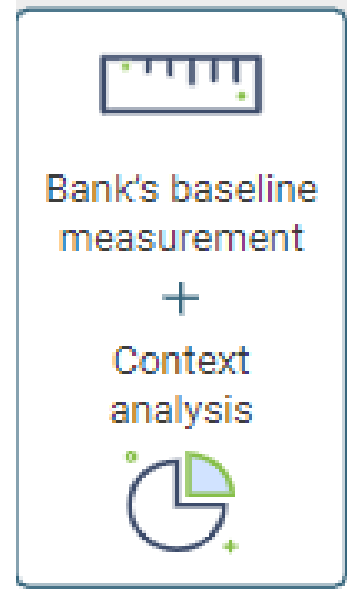 Bank's baseline
measurement
+
Context
analysis